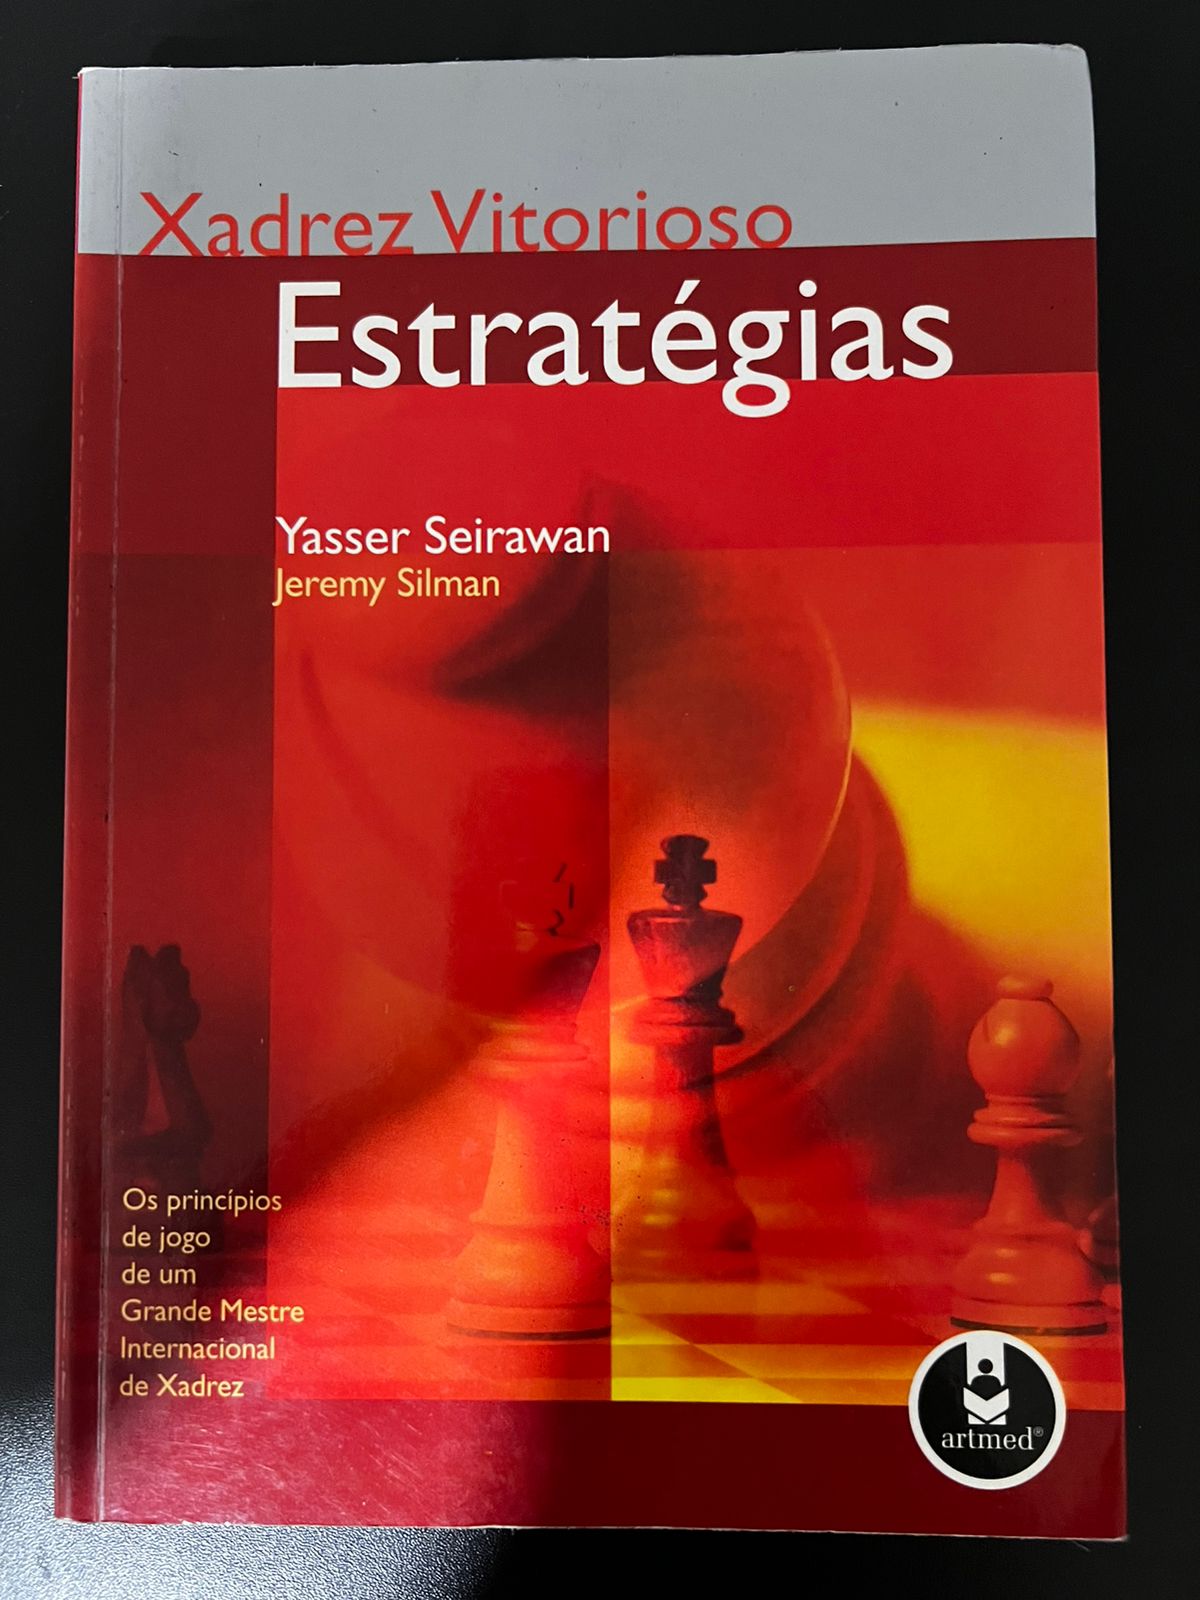 Xadrez Vitorioso
Estratégias
Yasser Seirawan
Jeremy Silman
Os princípios
de jogo
de um
Grande Mestre
Internacional
de Xadrez
artmed®